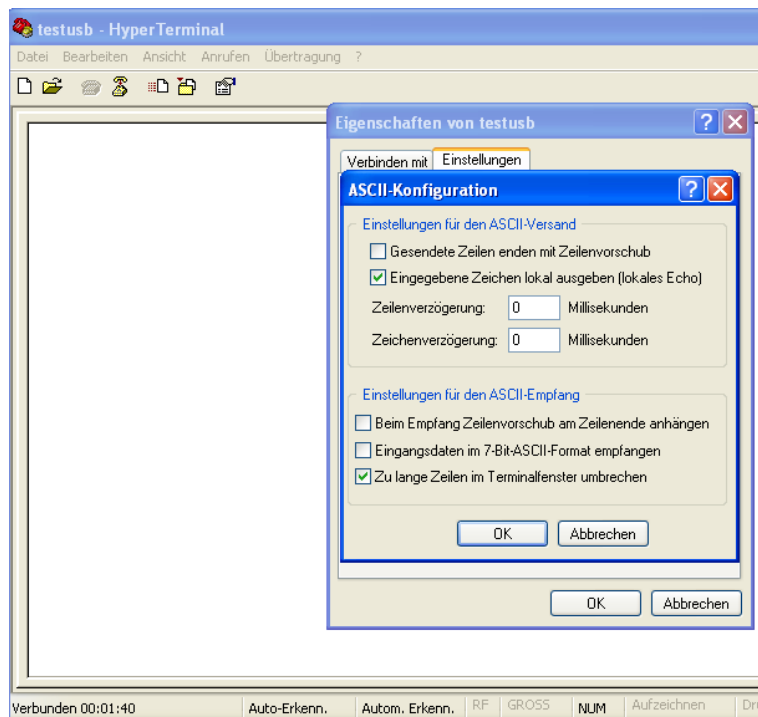 testusb - HyperTerminal
Datei Bearbeiten Ansicht Anrufen Übertragung ?
Eigenschaften von testusb
Verbinden mit Einstellungen
ASCII-Konfiguration
Einstellungen für den ASCII-Versand
Gesendete Zeilen enden mit Zeilenvorschub
Eingegebene Zeichen lokal ausgeben (lokales Echo)
Zeilenverzögerung: 0 Millisekunden
Zeichenverzögerung: 0 Millisekunden
Einstellungen für den ASCII-Empfang
Beim Empfang Zeilenvorschub am Zeilenende anhängen
Eingangsdaten im 7-Bit-ASCII-Format empfangen
Zu lange Zeilen im Terminalfenster umbrechen
OK Abbrechen
OK Abbrechen
Verbunden 00:01:40 Auto-Erkenn. Autom. Erkenn. RF GROSS NUM Aufzeichnen